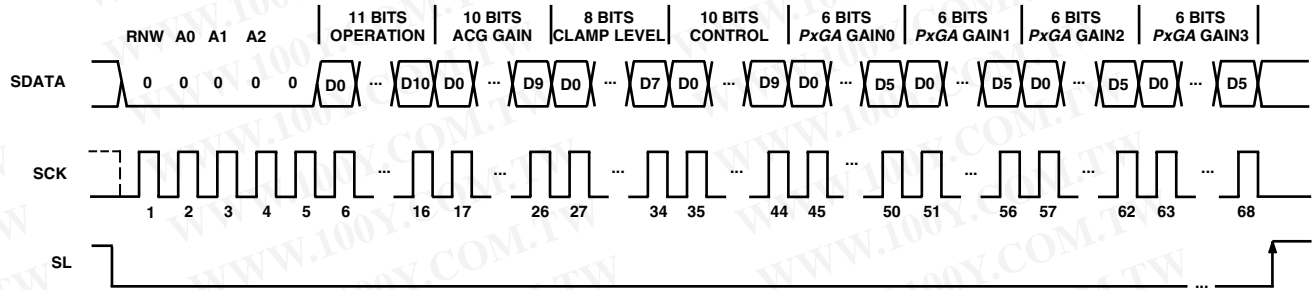 11 BITS OPERATION
10 BITS ACG GAIN
8 BITS CLAMP LEVEL
10 BITS CONTROL
6 BITS PxGA GAIN0
6 BITS PxGA GAIN1
6 BITS PxGA GAIN2
6 BITS PxGA GAIN3
RNW A0 A1 A2
SDATA 0 0 0 0 0 D0 ... D10 D0 ... D9 D0 ... D7 D0 ... D9 D0 ... D5 D0 ... D5 D0 ... D5 D0 ... D5
SCK ... ... ... ... ... ... ... ...
1 2 3 4 5 6 16 17 26 27 34 35 44 45 50 51 56 57 62 63 68
SL ...
WWW.100Y.COM.TW